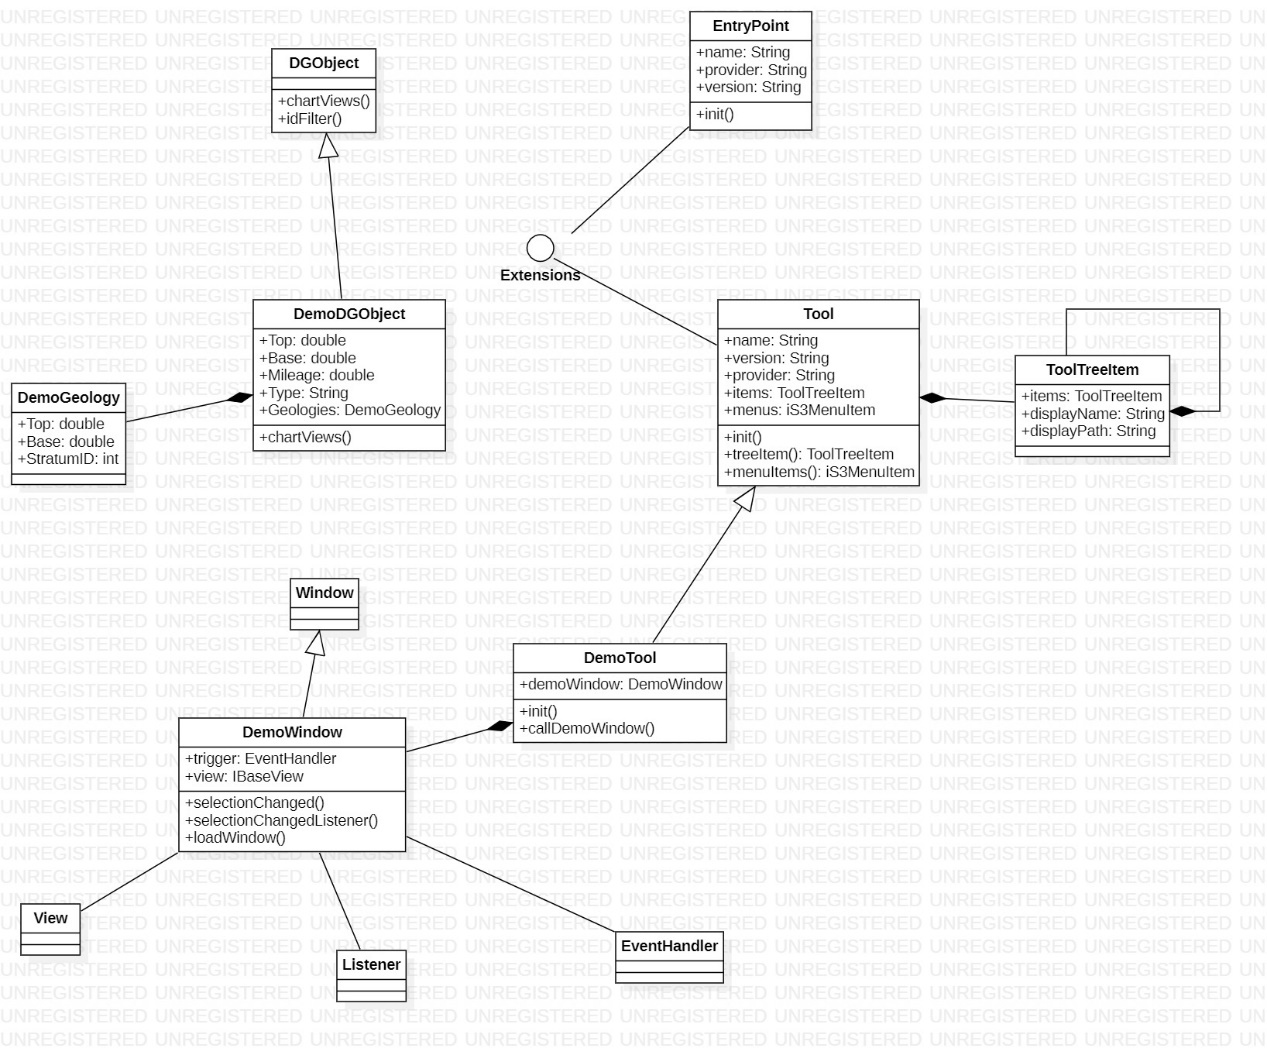 EntryPoint
+name: String
+provider: String
+version: String
+init()
DGObject
+chartViews()
+idFilter()
Extensions
DemoDGObject
+Top: double
+Base: double
+Mileage: double
+Type: String
+Geologies: DemoGeology
+chartViews()
Tool
+name: String
+version: String
+provider: String
+items: ToolTreeItem
+menus: iS3MenuItem
+init()
+treeItem(): ToolTreeItem
+menuItems(): iS3MenuItem
ToolTreeItem
+items: ToolTreeItem
+displayName: String
+displayPath: String
DemoGeology
+Top: double
+Base: double
+StratumID: int
Window
DemoTool
+demoWindow: DemoWindow
+init()
+callDemoWindow()
DemoWindow
+trigger: EventHandler
+view: IBaseView
+selectionChanged()
+selectionChangedListener()
+loadWindow()
View
Listener
EventHandler
UNREGISTERED